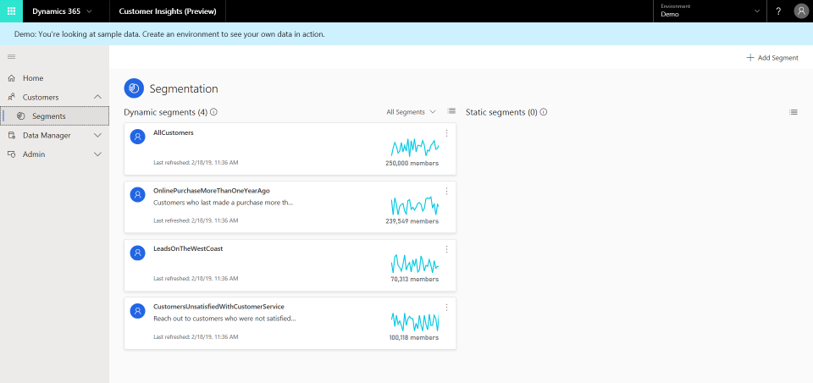 Dynamics 365
Customer Insights (Preview)
Environment
Demo
?
Demo: You're looking at sample data. Create an environment to see your own data in action.
Add Segment
Home
Customers
Segments
Data Manager
Admin
Segmentation
Dynamic segments (4)
All Segments
Static segments (0)
AllCustomers
Last refreshed: 2/18/19, 11:36 AM
250,000 members
OnlinePurchaseMoreThanOneYearAgo
Customers who last made a purchase more th...
Last refreshed: 2/18/19, 11:36 AM
239,549 members
LeadsOnTheWestCoast
Last refreshed: 2/18/19, 11:36 AM
70,313 members
CustomersUnsatisfiedWithCustomerService
Reach out to customers who were not satisfied...
Last refreshed: 2/18/19, 11:36 AM
100,118 members